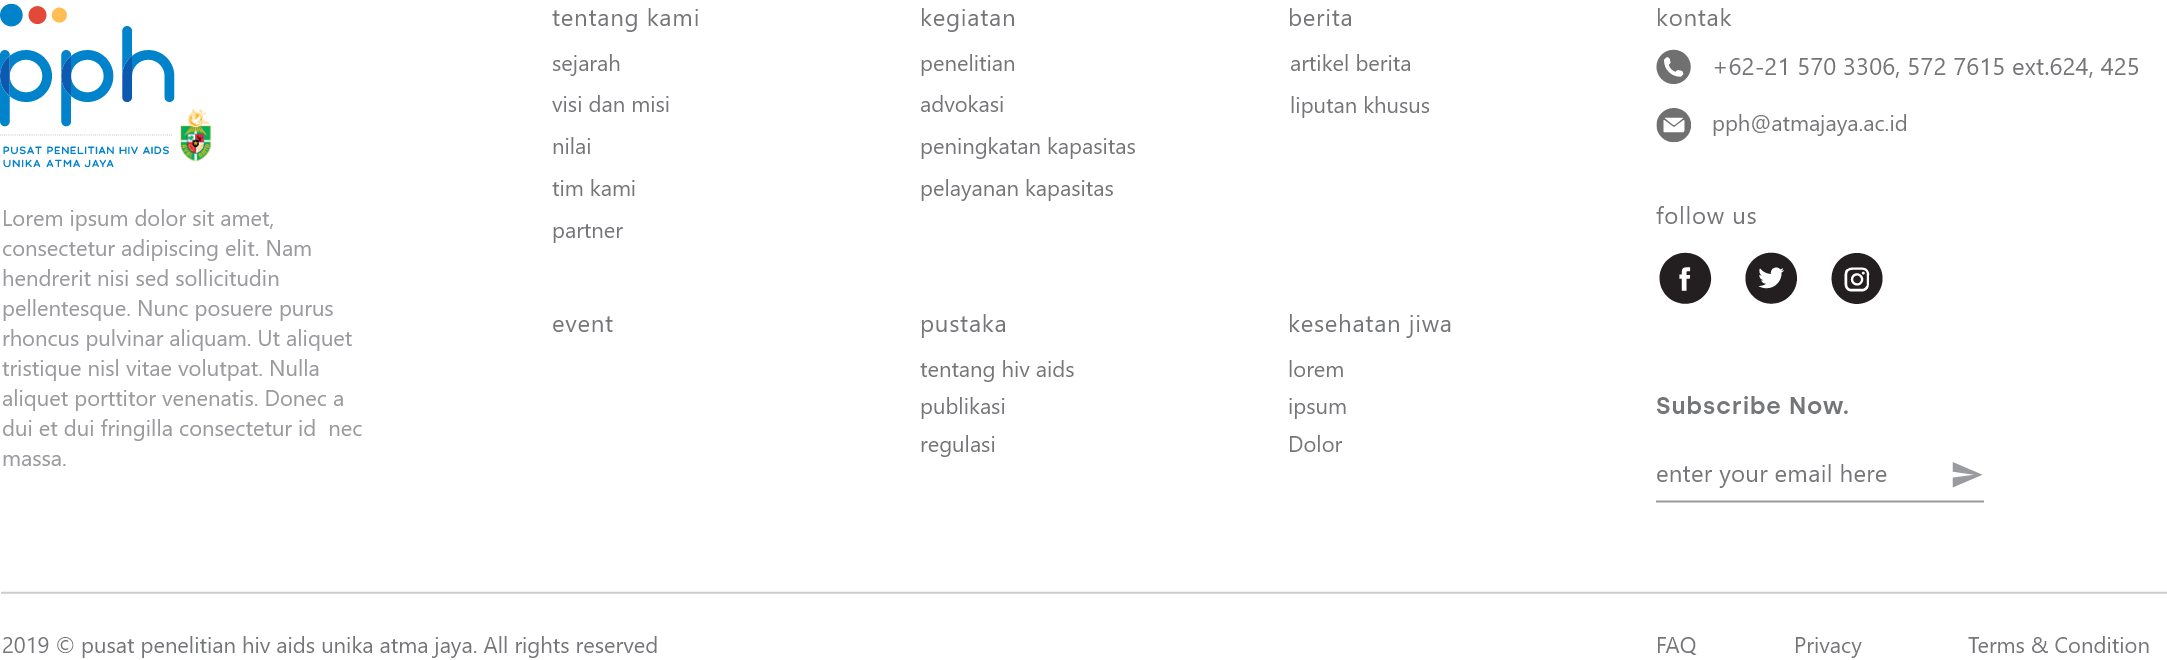 pph
PUSAT PENELITIAN HIV AIDS
UNIKA ATMA JAYA
Lorem ipsum dolor sit amet,
consectetur adipiscing elit. Nam
hendrerit nisi sed sollicitudin
pellentesque. Nunc posuere purus
rhoncus pulvinar aliquam. Ut aliquet
tristique nisl vitae volutpat. Nulla
aliquet porttitor venenatis. Donec a
dui et dui fringilla consectetur id  nec
massa.
tentang kami
sejarah
visi dan misi
nilai
tim kami
partner
kegiatan
penelitian
advokasi
peningkatan kapasitas
pelayanan kapasitas
berita
artikel berita
liputan khusus
event
pustaka
tentang hiv aids
publikasi
regulasi
kesehatan jiwa
lorem
ipsum
Dolor
kontak
+62-21 570 3306, 572 7615 ext.624, 425
pph@atmajaya.ac.id
follow us
Subscribe Now.
enter your email here
2019 © pusat penelitian hiv aids unika atma jaya. All rights reserved
FAQ
Privacy
Terms & Condition